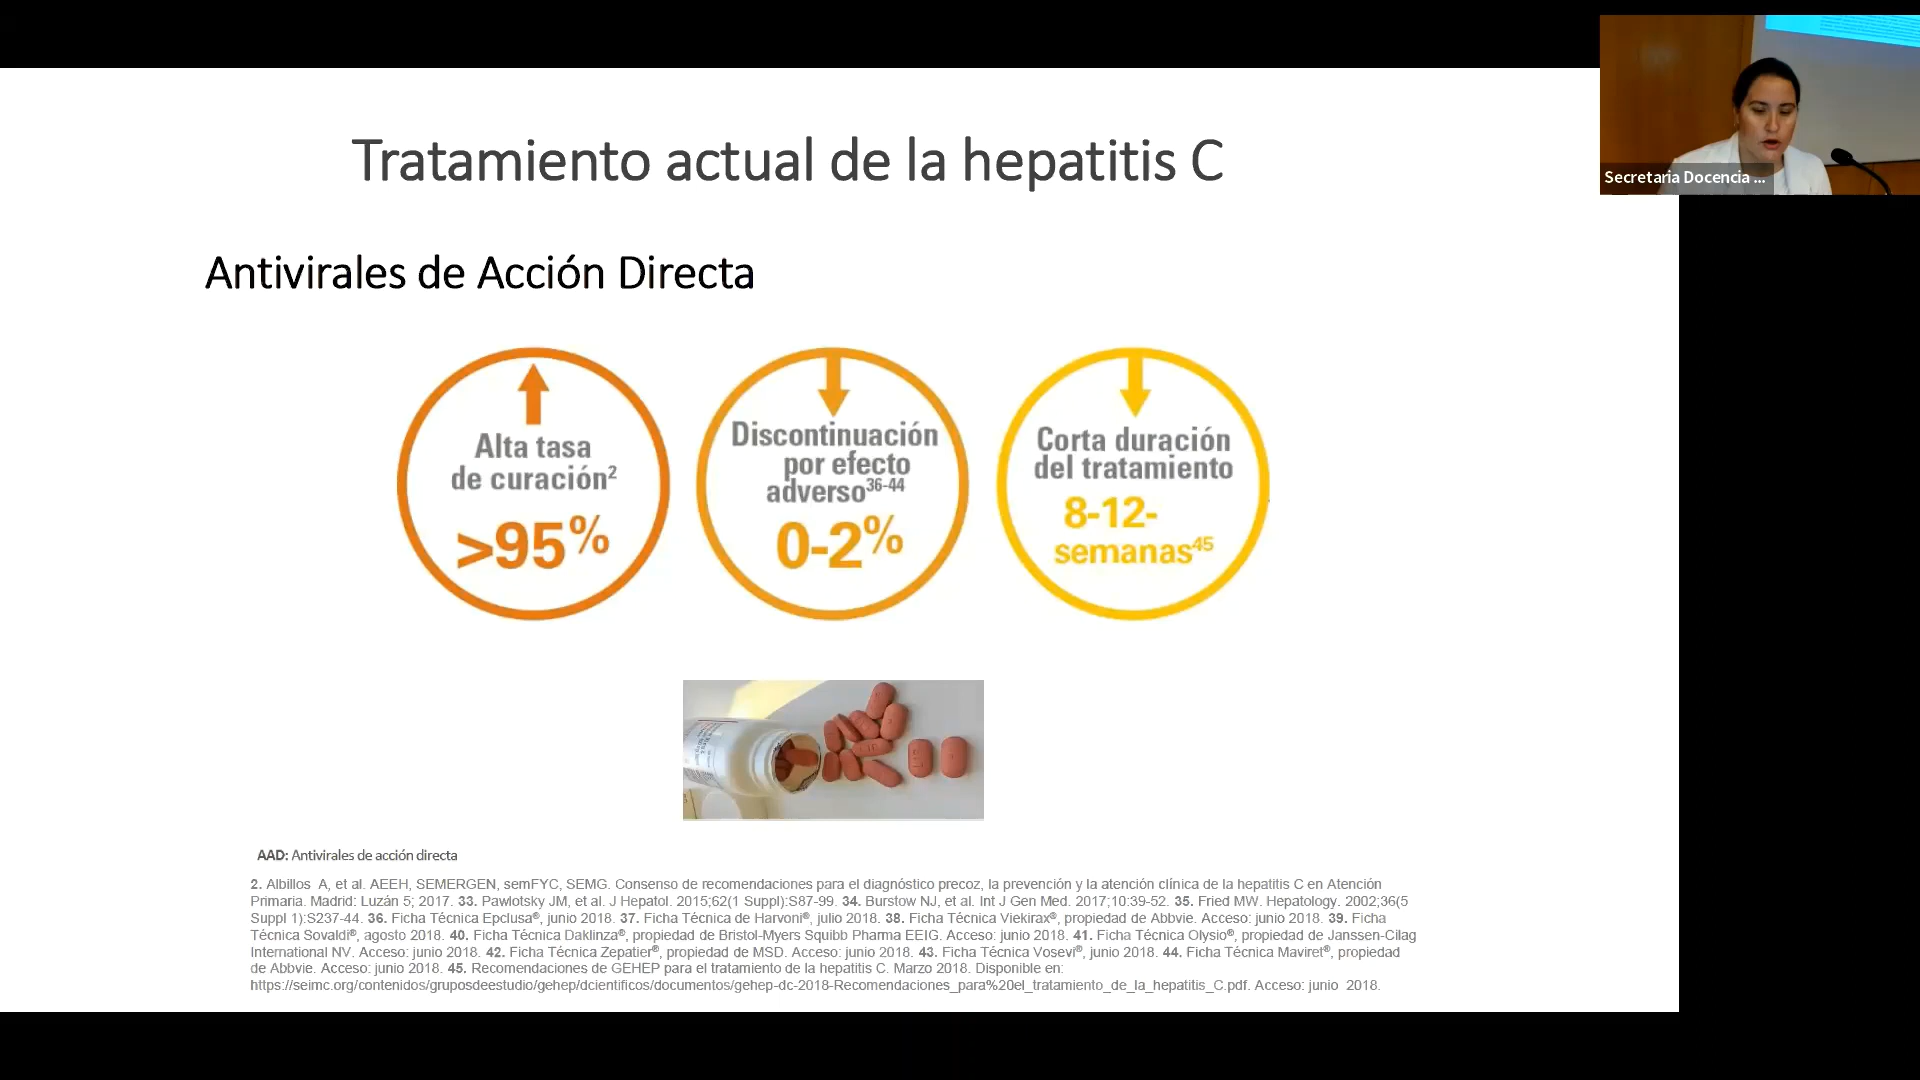 Tratamiento actual de la hepatitis C
Secretaria Docencia ...
Antivirales de Acción Directa
Alta tasa
de curación2
>95%
Discontinuación
por efecto
adverso36-44
0-2%
Corta duración
del tratamiento
8-12-
semanas45
AAD: Antivirales de acción directa
2. Albillos A, et al. AEEH, SEMERGEN, semFYC, SEMG. Consenso de recomendaciones para el diagnóstico precoz, la prevención y la atención clínica de la hepatitis C en Atención
Primaria. Madrid: Luzán 5; 2017. 33. Pawlotsky JM, et al. J Hepatol. 2015;62(1 Suppl):S87-99. 34. Burstow NJ, et al. Int J Gen Med. 2017;10:39-52. 35. Fried MW. Hepatology. 2002;36(5
Suppl 1):S237-44. 36. Ficha Técnica Epclusa®, junio 2018. 37. Ficha Técnica de Harvoni®, julio 2018. 38. Ficha Técnica Viekirax®, propiedad de Abbvie. Acceso: junio 2018. 39. Ficha
Técnica Sovaldi®, agosto 2018. 40. Ficha Técnica Daklinza®, propiedad de Bristol-Myers Squibb Pharma EEIG. Acceso: junio 2018. 41. Ficha Técnica Olysio®, propiedad de Janssen-Cilag
International NV. Acceso: junio 2018. 42. Ficha Técnica Zepatier®, propiedad de MSD. Acceso: junio 2018. 43. Ficha Técnica Vosevi®, junio 2018. 44. Ficha Técnica Maviret®, propiedad
de Abbvie. Acceso: junio 2018. 45. Recomendaciones de GEHEP para el tratamiento de la hepatitis C. Marzo 2018. Disponible en:
https://seimc.org/contenidos/gruposdeestudio/gehep/dcientificos/documentos/gehep-dc-2018-Recomendaciones_para%20el_tratamiento_de_la_hepatitis_C.pdf. Acceso: junio 2018.